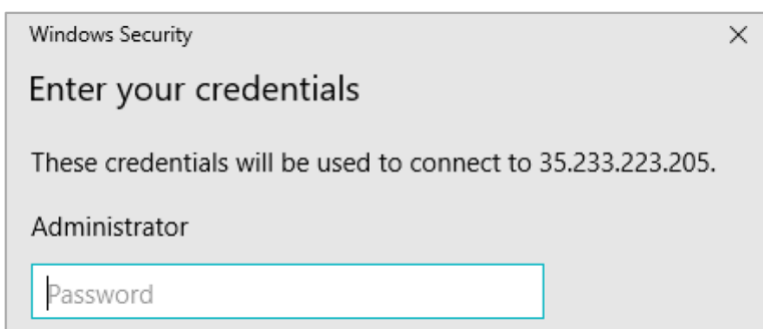 Windows Security
Enter your credentials
These credentials will be used to connect to 35.233.223.205.
Administrator
Password